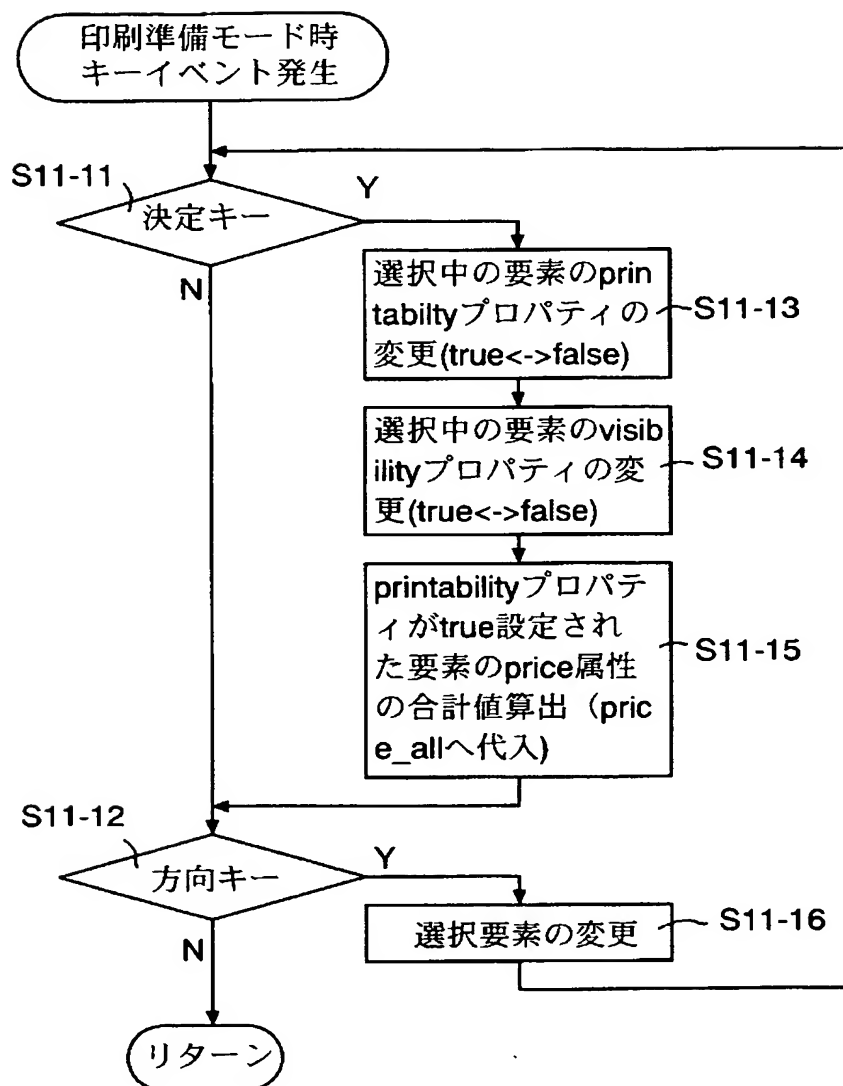 印刷準備モード時
キーイベント発生
S11-11
Y
決定キー
N
選択中の要素のprin
tabiltyプロパティの
変更(true<->false)
S11-13
選択中の要素のvisib
ilityプロパティの変
更(true<->false)
S11-14
printabilityプロパテ
ィがtrue設定され
た要素のprice属性
の合計値算出（pric
e_allへ代入)
S11-15
S11-12
Y
方向キー
N
選択要素の変更
S11-16
リターン